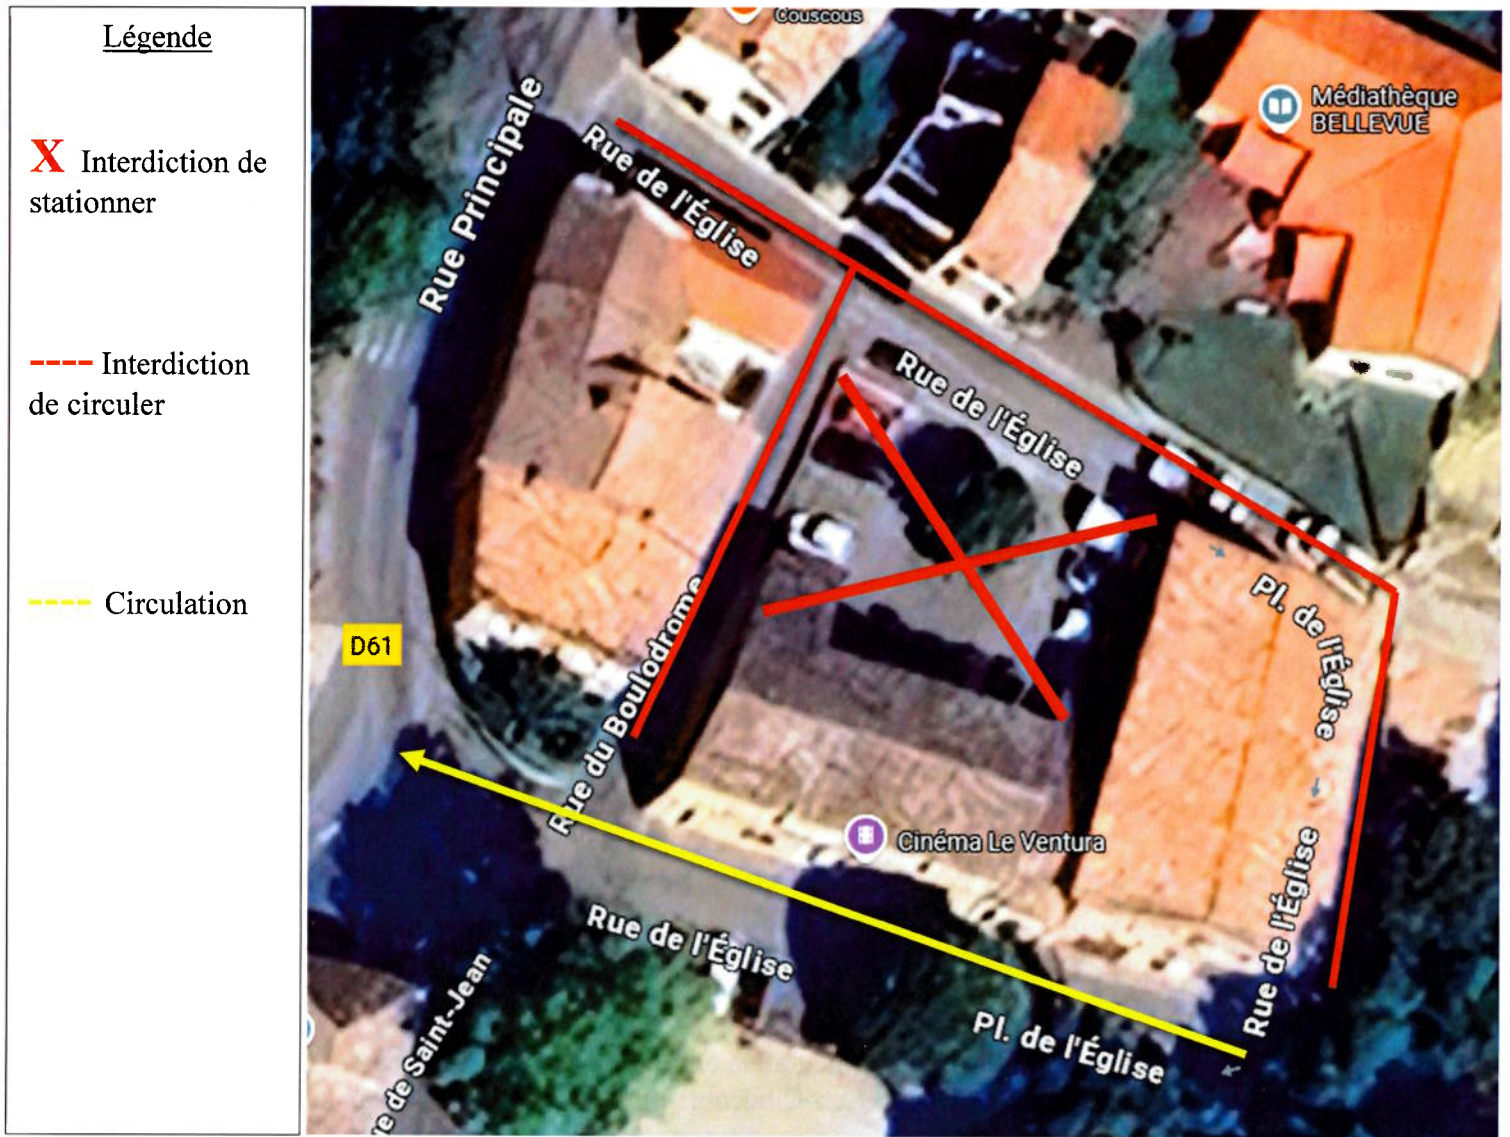 Légende
X Interdiction de
stationner
---- Interdiction
de circuler
---- Circulation
Couscous
Médiathèque
BELLEVUE
Rue Principale
Rue de l'Église
Rue de l'Église
Pl. de l'Église
D61
Rue du Boulodrome
Cinéma Le Ventura
Rue de l'Église
Rue de l'Église
Pl. de l'Église
de Saint-Jean